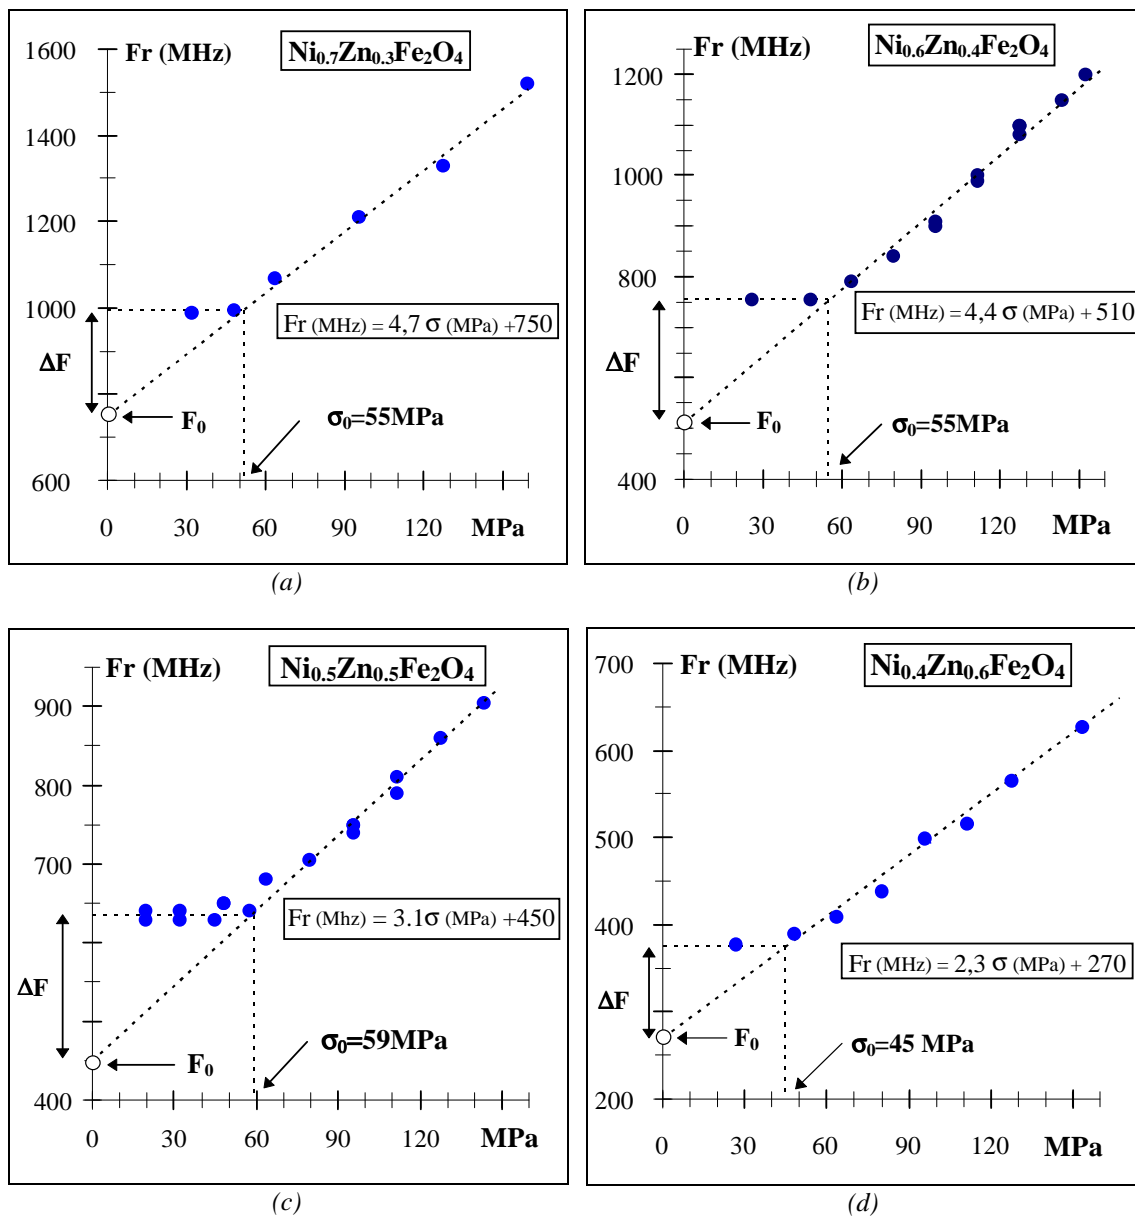 Fr (MHz)
Ni0.7Zn0.3Fe2O4
1600
1400
1200
1000
600
Fr (MHz) = 4,7 σ (MPa) +750
ΔF
F0
σ0=55MPa
0 30 60 90 120 MPa
(a)
Fr (MHz)
Ni0.6Zn0.4Fe2O4
1200
1000
800
400
Fr (MHz) = 4,4 σ (MPa) + 510
ΔF
F0
σ0=55MPa
0 30 60 90 120 MPa
(b)
Fr (MHz)
Ni0.5Zn0.5Fe2O4
900
800
700
400
Fr (Mhz) = 3.1σ (MPa) +450
ΔF
F0
σ0=59MPa
0 30 60 90 120 MPa
(c)
700
Fr (MHz)
Ni0.4Zn0.6Fe2O4
600
500
400
200
Fr (MHz) = 2,3 σ (MPa) + 270
ΔF
F0
σ0=45 MPa
0 30 60 90 120 MPa
(d)